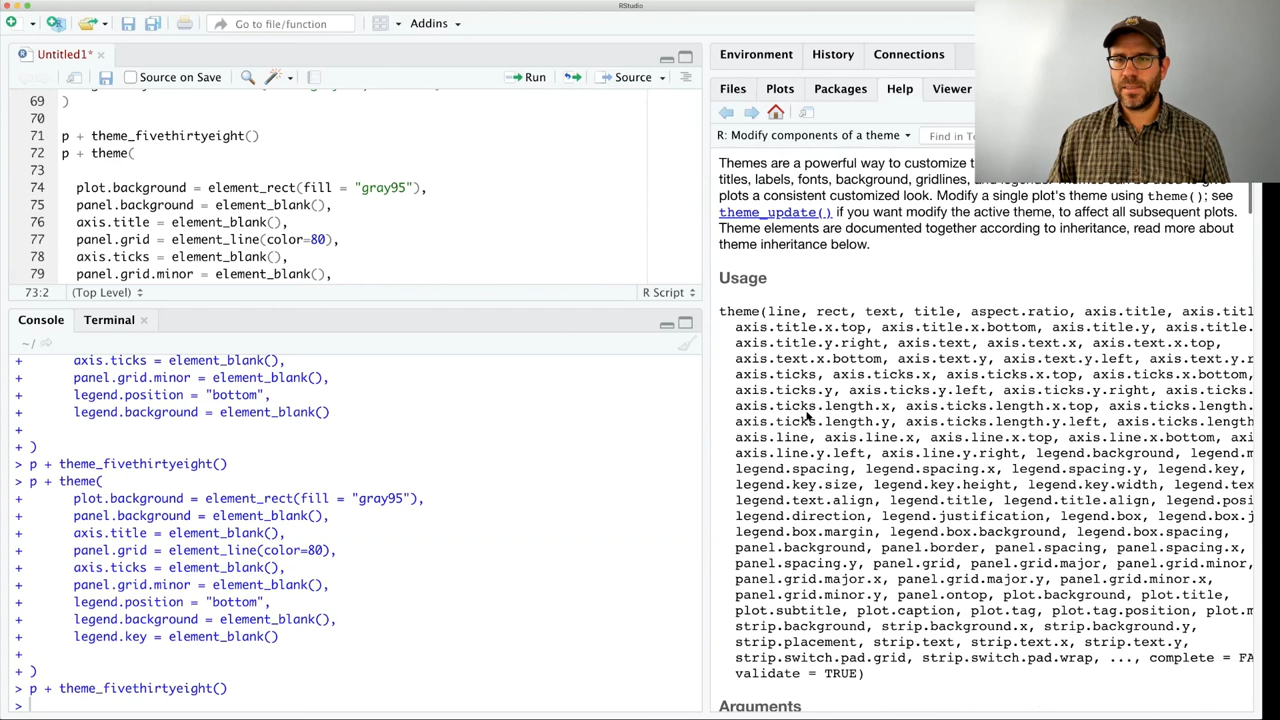 RStudio
Go to file/function
Addins
Untitled1*
Source on Save
Run
Source
69 )
70
71 p + theme_fivethirtyeight()
72 p + theme(
73
74 plot.background = element_rect(fill = "gray95"),
75 panel.background = element_blank(),
76 axis.title = element_blank(),
77 panel.grid = element_line(color=80),
78 axis.ticks = element_blank(),
79 panel.grid.minor = element_blank(),
73:2 (Top Level) R Script
Console Terminal
~/
+ axis.ticks = element_blank(),
+ panel.grid.minor = element_blank(),
+ legend.position = "bottom",
+ legend.background = element_blank()
+
+ )
> p + theme_fivethirtyeight()
> p + theme(
+ plot.background = element_rect(fill = "gray95"),
+ panel.background = element_blank(),
+ axis.title = element_blank(),
+ panel.grid = element_line(color=80),
+ axis.ticks = element_blank(),
+ panel.grid.minor = element_blank(),
+ legend.position = "bottom",
+ legend.background = element_blank(),
+ legend.key = element_blank()
+
+ )
> p + theme_fivethirtyeight()
>
Environment History Connections
Files Plots Packages Help Viewer
R: Modify components of a theme Find in To
Themes are a powerful way to customize t
titles, labels, fonts, background, gridlines, and legend
plots a consistent customized look. Modify a single plot's theme using theme(); see
theme_update() if you want modify the active theme, to affect all subsequent plots.
Theme elements are documented together according to inheritance, read more about
theme inheritance below.
Usage
theme(line, rect, text, title, aspect.ratio, axis.title, axis.titl
axis.title.x.top, axis.title.x.bottom, axis.title.y, axis.title.
axis.title.y.right, axis.text, axis.text.x, axis.text.x.top,
axis.text.x.bottom, axis.text.y, axis.text.y.left, axis.text.y.r
axis.ticks, axis.ticks.x, axis.ticks.x.top, axis.ticks.x.bottom,
axis.ticks.y, axis.ticks.y.left, axis.ticks.y.right, axis.ticks.
axis.ticks.length.x, axis.ticks.length.x.top, axis.ticks.length.
axis.ticks.length.y, axis.ticks.length.y.left, axis.ticks.length
axis.line, axis.line.x, axis.line.x.top, axis.line.x.bottom, axi
axis.line.y.left, axis.line.y.right, legend.background, legend.m
legend.spacing, legend.spacing.x, legend.spacing.y, legend.key,
legend.key.size, legend.key.height, legend.key.width, legend.tex
legend.text.align, legend.title, legend.title.align, legend.posi
legend.direction, legend.justification, legend.box, legend.box.j
legend.box.margin, legend.box.background, legend.box.spacing,
panel.background, panel.border, panel.spacing, panel.spacing.x,
panel.spacing.y, panel.grid, panel.grid.major, panel.grid.minor,
panel.grid.major.x, panel.grid.major.y, panel.grid.minor.x,
panel.grid.minor.y, panel.ontop, plot.background, plot.title,
plot.subtitle, plot.caption, plot.tag, plot.tag.position, plot.m
strip.background, strip.background.x, strip.background.y,
strip.placement, strip.text, strip.text.x, strip.text.y,
strip.switch.pad.grid, strip.switch.pad.wrap, ..., complete = FA
validate = TRUE)
Arguments